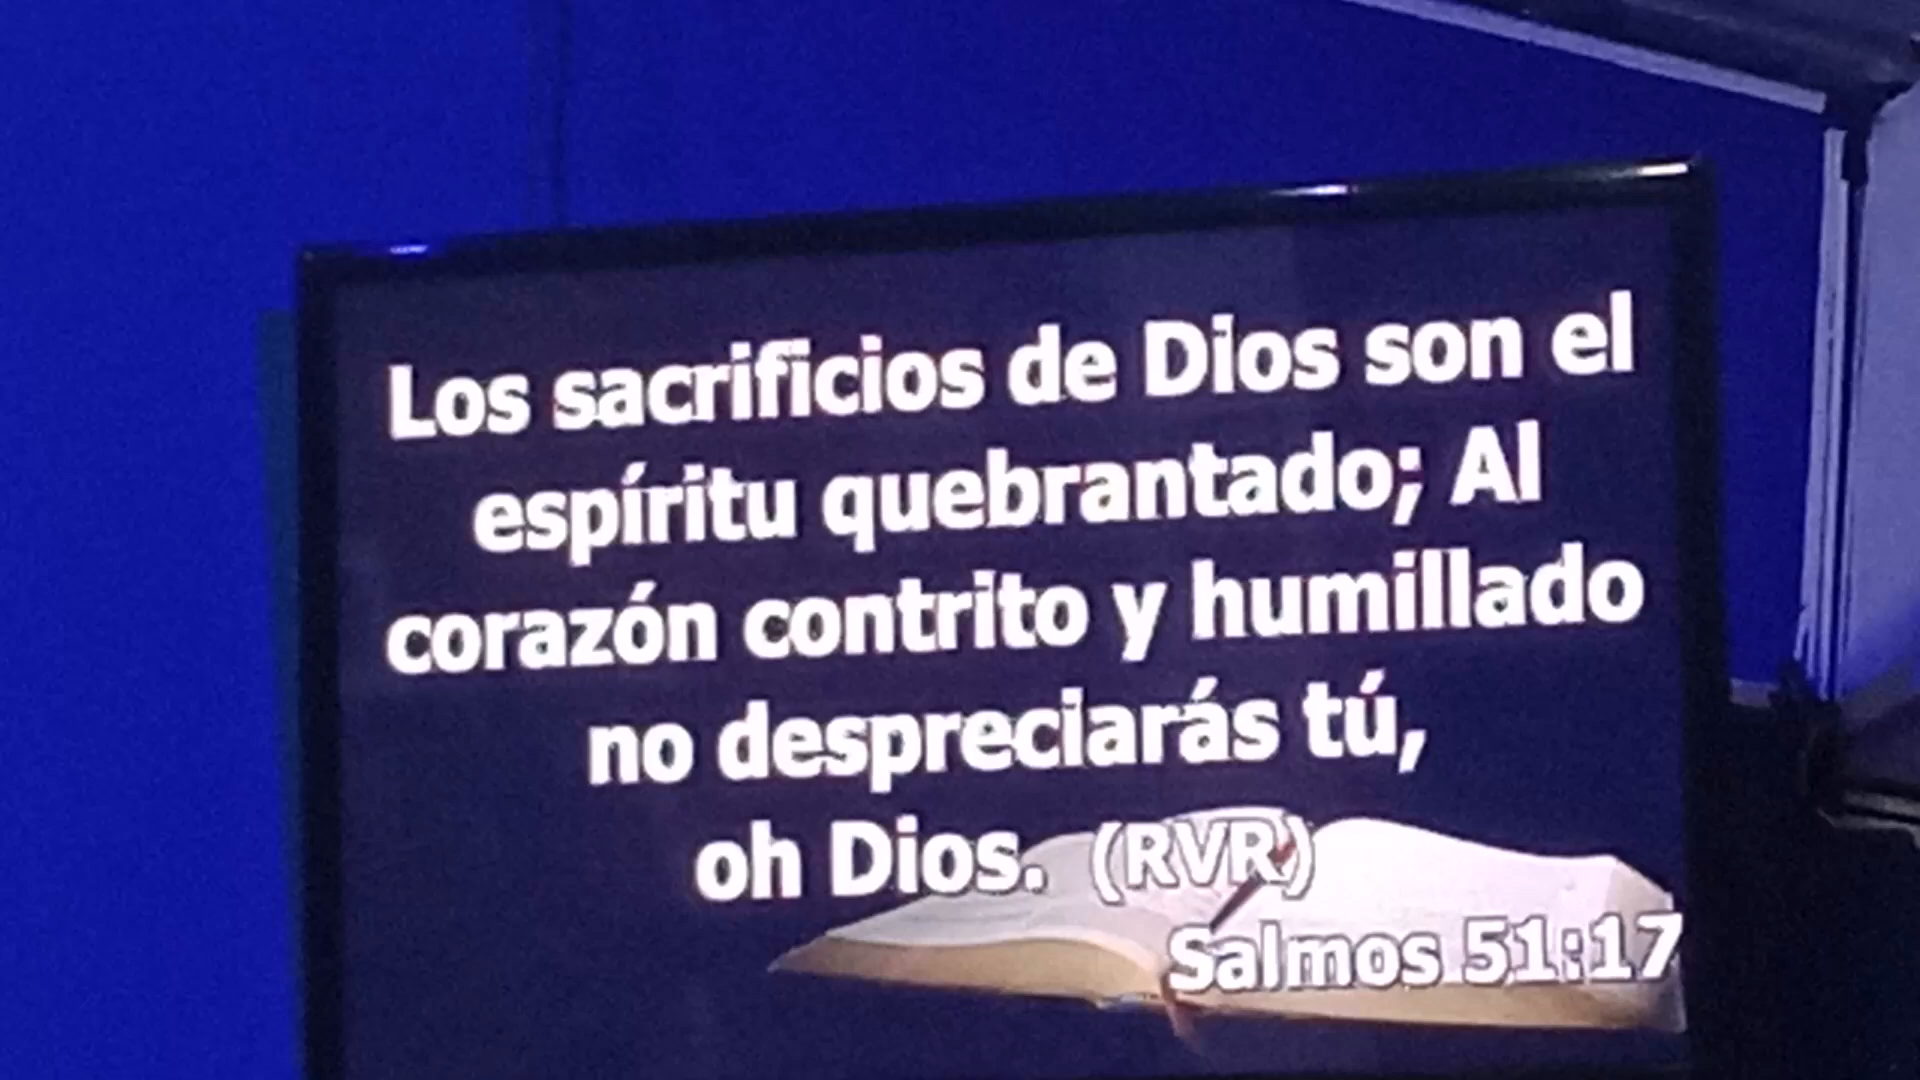 Los sacrificios de Dios son el
espíritu quebrantado; Al
corazón contrito y humillado
no despreciarás tú,
oh Dios. (RVR)
Salmos 51:17